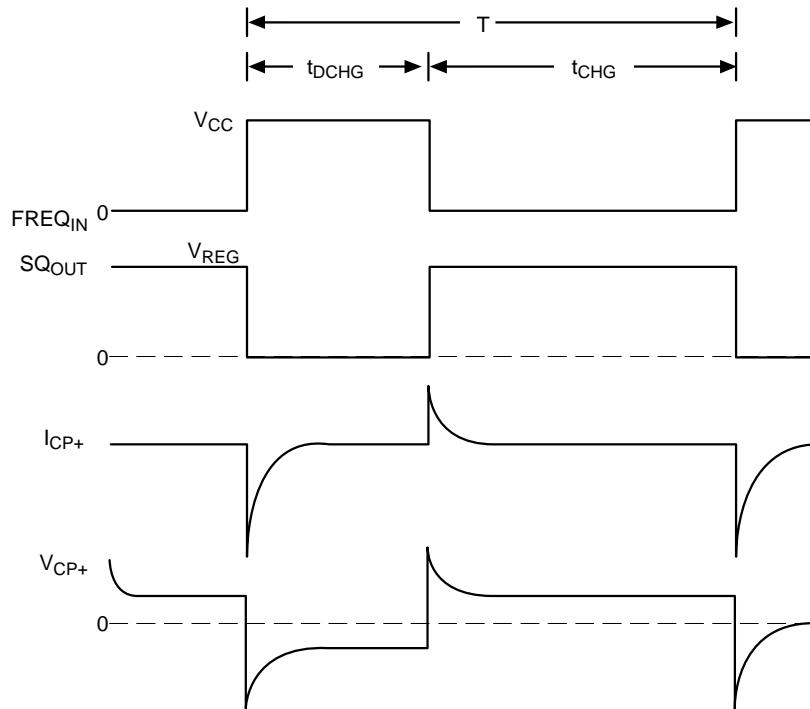 T
tDCHG
tCHG
VCC
FREQIN
0
SQOUT
VREG
0
ICP+
VCP+
0